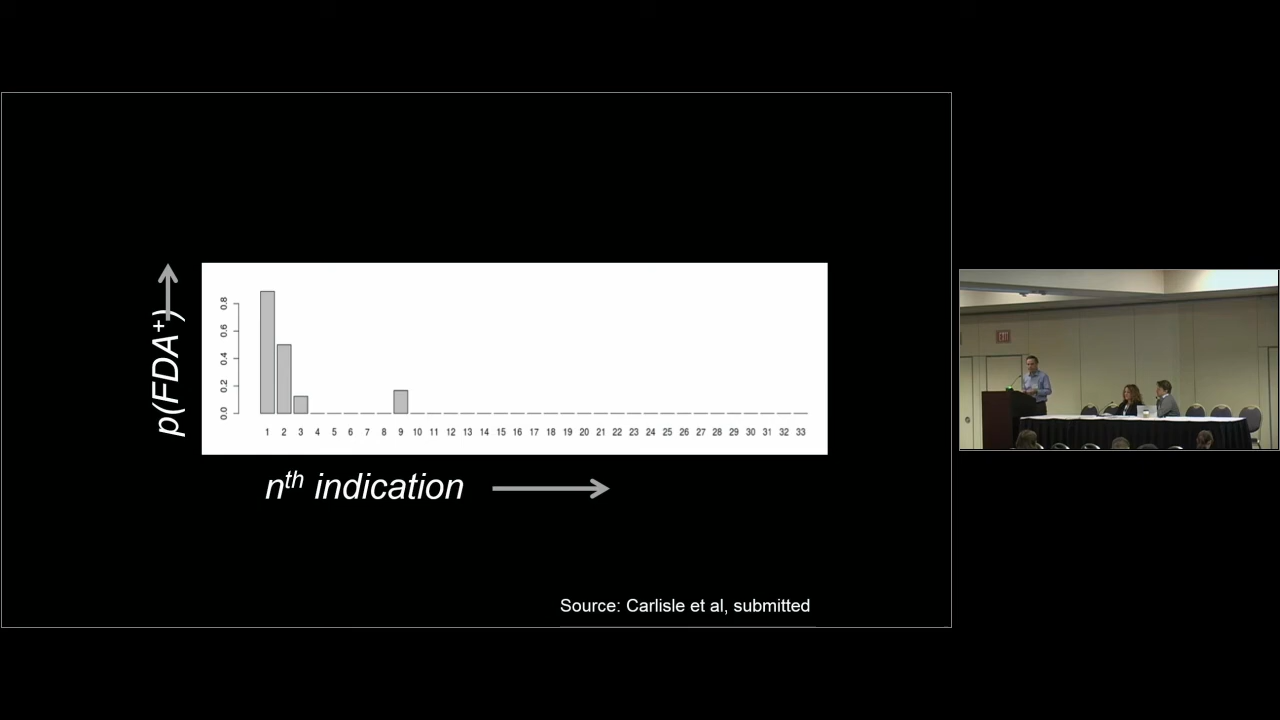 p(FDA+)
0.8
0.6
0.4
0.2
0.0
1 2 3 4 5 6 7 8 9 10 11 12 13 14 15 16 17 18 19 20 21 22 23 24 25 26 27 28 29 30 31 32 33
nth indication
Source: Carlisle et al, submitted
EXIT